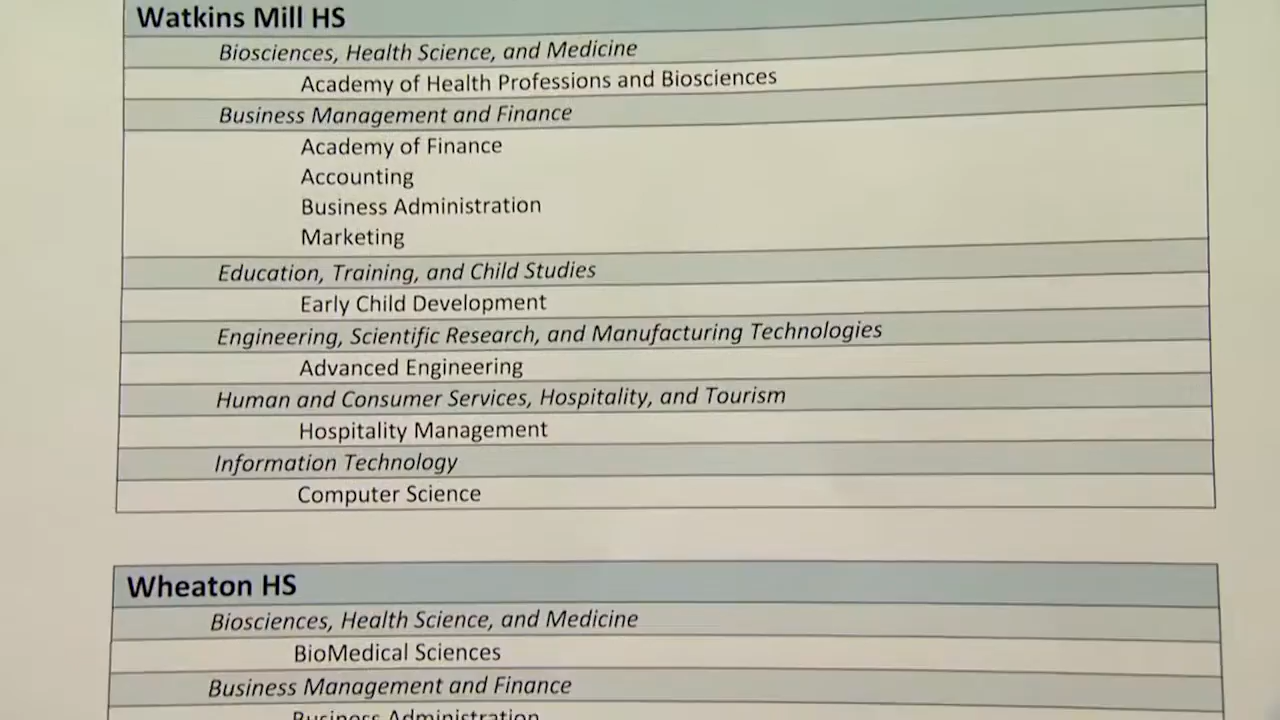 Watkins Mill HS
Biosciences, Health Science, and Medicine
Academy of Health Professions and Biosciences
Business Management and Finance
Academy of Finance
Accounting
Business Administration
Marketing
Education, Training, and Child Studies
Early Child Development
Engineering, Scientific Research, and Manufacturing Technologies
Advanced Engineering
Human and Consumer Services, Hospitality, and Tourism
Hospitality Management
Information Technology
Computer Science
Wheaton HS
Biosciences, Health Science, and Medicine
BioMedical Sciences
Business Management and Finance
Business Administration